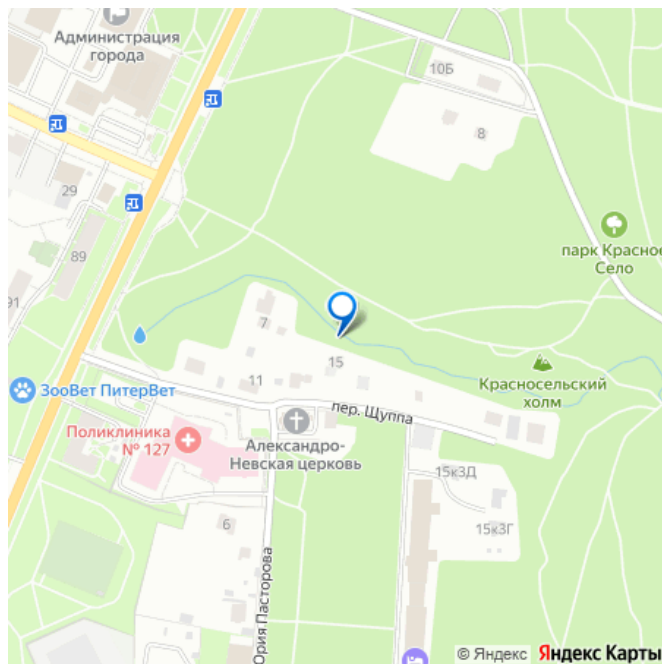 Администрация
города
10Б
8
29
89
91
парк Красное
Село
7
15
11
Красносельский
холм
ЗооВет ПитерВет
пер. Щуппа
Поликлиника
№ 127
Александро-
Невская церковь
15к3Д
15к3Г
6
Юрия Пасторова
© Яндекс Яндекс Карты